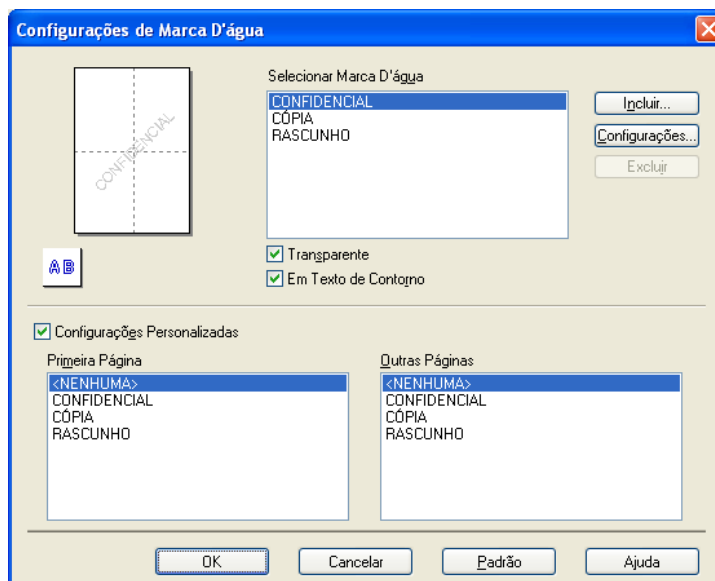 Configurações de Marca D'água
Selecionar Marca D'água
CONFIDENCIAL
CÓPIA
RASCUNHO
Incluir...
Configurações...
Excluir
CONFIDENCIAL
AB
Transparente
Em Texto de Contorno
Configurações Personalizadas
Primeira Página
<NENHUMA>
CONFIDENCIAL
CÓPIA
RASCUNHO
Outras Páginas
<NENHUMA>
CONFIDENCIAL
CÓPIA
RASCUNHO
OK
Cancelar
Padrão
Ajuda